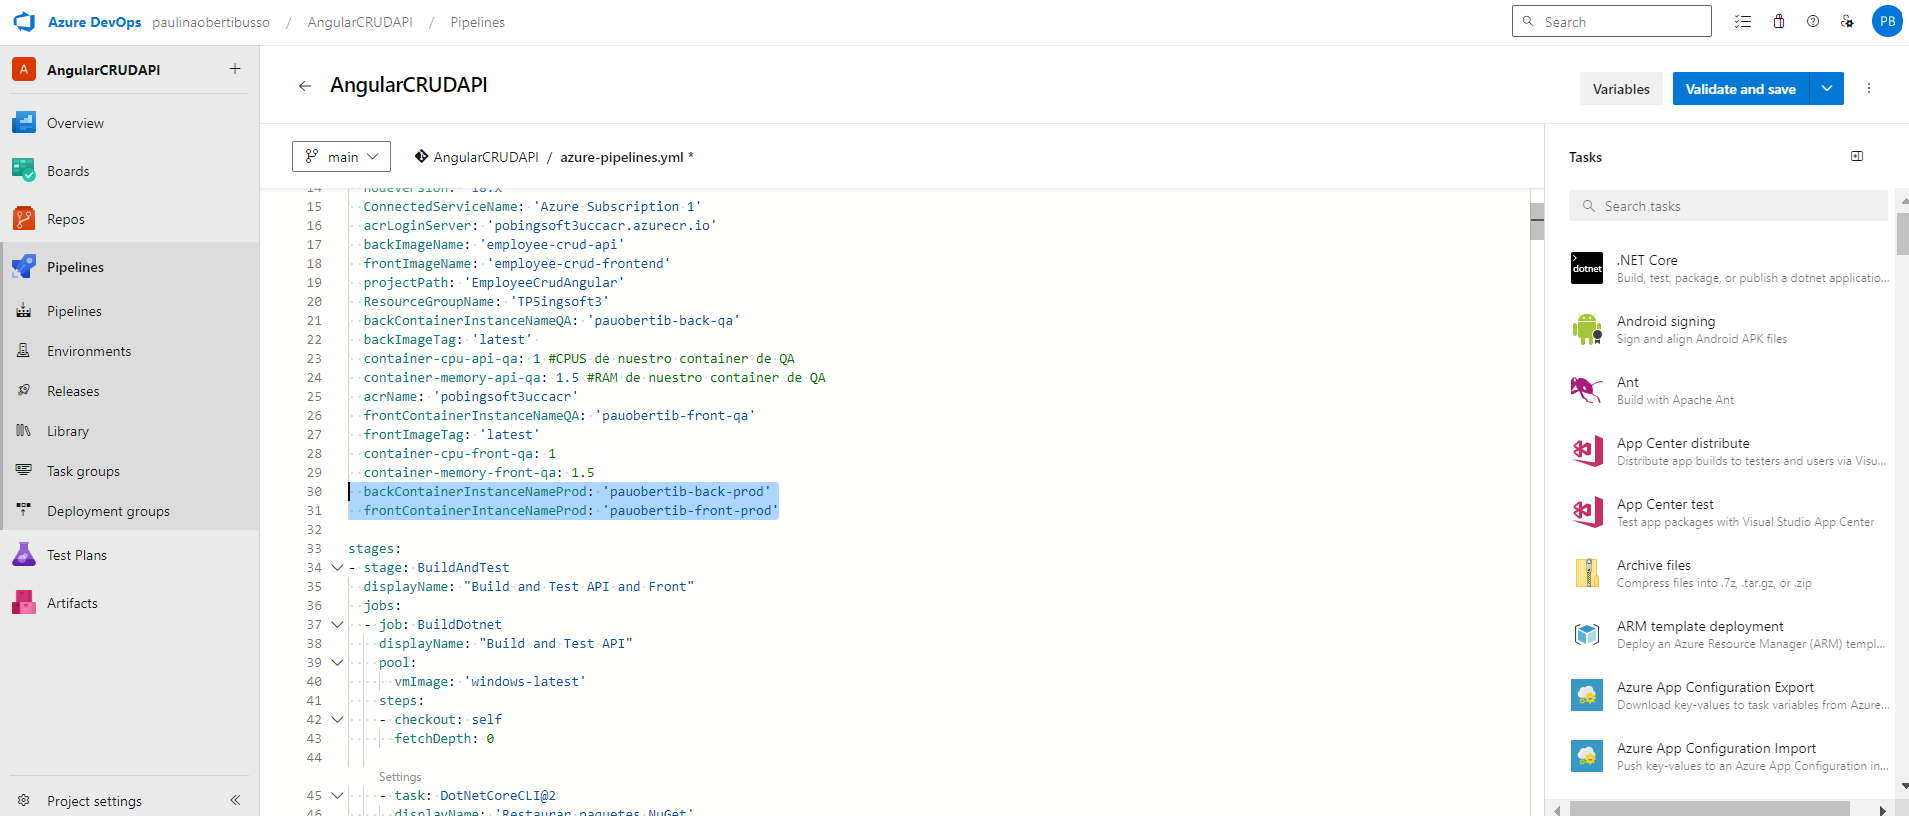 Azure DevOps paulinaobertibusso / AngularCRUDAPI / Pipelines
Search
PB
A AngularCRUDAPI +
Overview
Boards
Repos
Pipelines
Pipelines
Environments
Releases
Library
Task groups
Deployment groups
Test Plans
Artifacts
Project settings
AngularCRUDAPI
Variables
Validate and save
main
AngularCRUDAPI / azure-pipelines.yml *
14 nodeVersion: '18.x'
15 ConnectedServiceName: 'Azure Subscription 1'
16 acrLoginServer: 'pobingsoft3uccacr.azurecr.io'
17 backImageName: 'employee-crud-api'
18 frontImageName: 'employee-crud-frontend'
19 projectPath: 'EmployeeCrudAngular'
20 ResourceGroupName: 'TP5ingsoft3'
21 backContainerInstanceNameQA: 'pauobertib-back-qa'
22 backImageTag: 'latest'
23 container-cpu-api-qa: 1 #CPUS de nuestro container de QA
24 container-memory-api-qa: 1.5 #RAM de nuestro container de QA
25 acrName: 'pobingsoft3uccacr'
26 frontContainerInstanceNameQA: 'pauobertib-front-qa'
27 frontImageTag: 'latest'
28 container-cpu-front-qa: 1
29 container-memory-front-qa: 1.5
30 backContainerInstanceNameProd: 'pauobertib-back-prod'
31 frontContainerIntanceNameProd: 'pauobertib-front-prod'
32
33 stages:
34 - stage: BuildAndTest
35 displayName: "Build and Test API and Front"
36 jobs:
37 - job: BuildDotnet
38 displayName: "Build and Test API"
39 pool:
40 vmImage: 'windows-latest'
41 steps:
42 - checkout: self
43 fetchDepth: 0
44
Settings
45 - task: DotNetCoreCLI@2
46 displayName: 'Restaurar paquetes NuGet'
Tasks
Search tasks
dotnet
.NET Core
Build, test, package, or publish a dotnet applicatio...
Android signing
Sign and align Android APK files
Ant
Build with Apache Ant
App Center distribute
Distribute app builds to testers and users via Visu...
App Center test
Test app packages with Visual Studio App Center
Archive files
Compress files into .7z, .tar.gz, or .zip
ARM template deployment
Deploy an Azure Resource Manager (ARM) templ...
Azure App Configuration Export
Download key-values to task variables from Azure...
Azure App Configuration Import
Push key-values to an Azure App Configuration in...